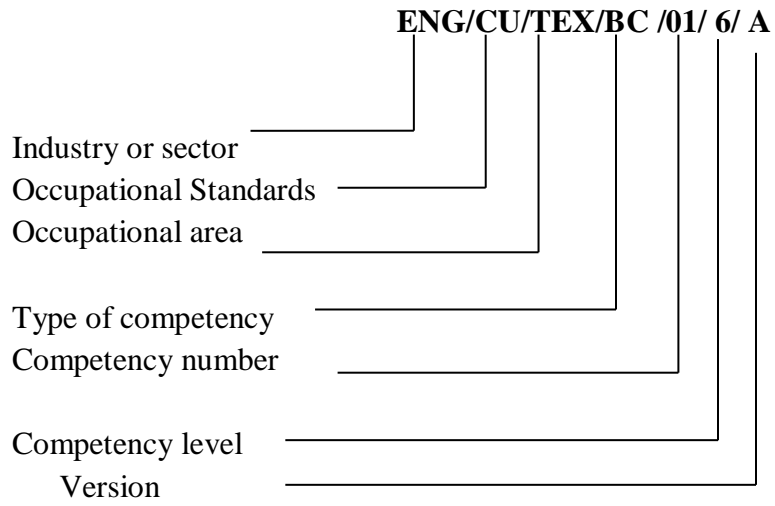 ENG/CU/TEX/BC /01/ 6/ A
Industry or sector
Occupational Standards
Occupational area
Type of competency
Competency number
Competency level
Version